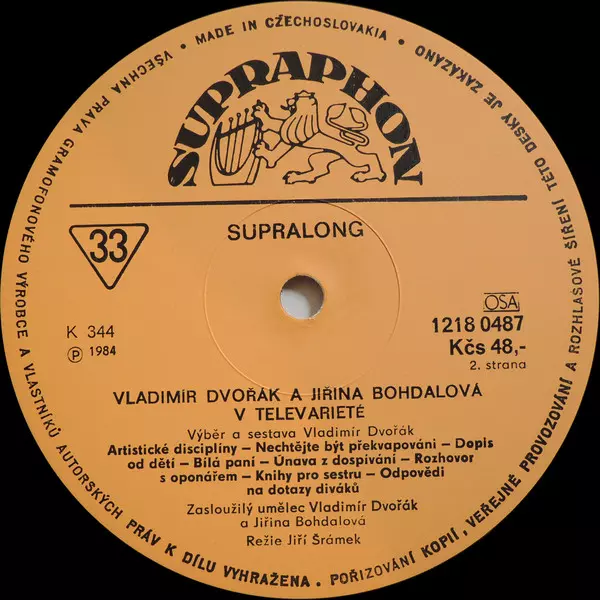 VŠECHNA PRÁVA GRAMOFONOVÉHO VÝROBCE A VLASTNÍKŮ AUTORSKÝCH PRÁV K DÍLU VYHRAŽENA . POŘIZOVÁNÍ KOPIÍ, VEŘEJNÉ PROVOZOVÁNÍ A ROZHLASOVÉ ŠÍŘENÍ TÉTO DESKY JE ZAKÁZÁNO • MADE IN CZECHOSLOVAKIA •
SUPRAPHON
SUPRALONG
33
K 344
℗ 1984
OSA
1218 0487
Kčs 48,-
2. strana
VLADIMÍR DVOŘÁK A JIŘINA BOHDALOVÁ
V TELEVARIETÉ
Výběr a sestava Vladimír Dvořák
Artistické disciplíny – Nechtějte být překvapováni – Dopis
od dětí – Bílá paní – Únava z dospívání – Rozhovor
s oponářem – Knihy pro sestru – Odpovědi
na dotazy diváků
Zasloužilý umělec Vladimír Dvořák
a Jiřina Bohdalová
Režie Jiří Šrámek